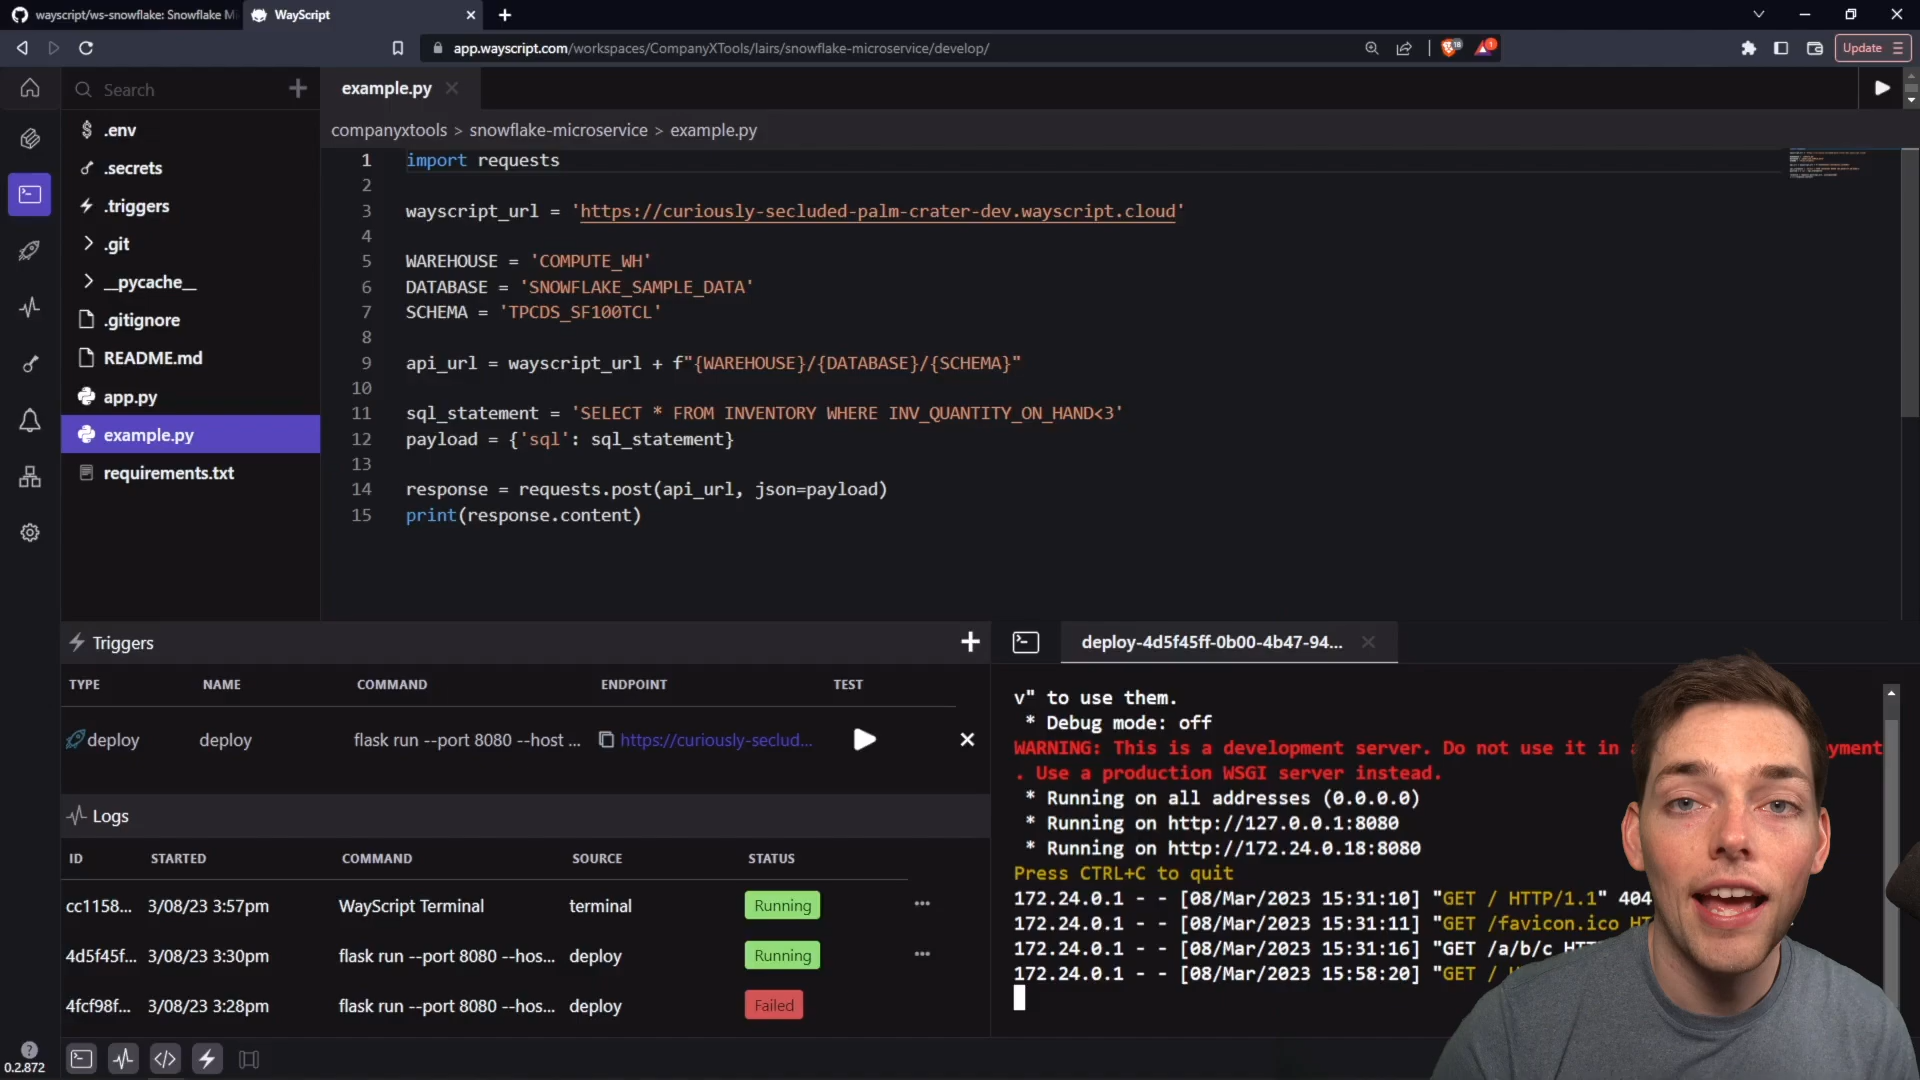 wayscript/ws-snowflake: Snowflake M
WayScript
app.wayscript.com/workspaces/CompanyXTools/lairs/snowflake-microservice/develop/
18
1
Update
Search
.env
.secrets
.triggers
.git
__pycache__
.gitignore
README.md
app.py
example.py
requirements.txt
example.py
companyxtools > snowflake-microservice > example.py
1 import requests
2
3 wayscript_url = 'https://curiously-secluded-palm-crater-dev.wayscript.cloud'
4
5 WAREHOUSE = 'COMPUTE_WH'
6 DATABASE = 'SNOWFLAKE_SAMPLE_DATA'
7 SCHEMA = 'TPCDS_SF100TCL'
8
9 api_url = wayscript_url + f"{WAREHOUSE}/{DATABASE}/{SCHEMA}"
10
11 sql_statement = 'SELECT * FROM INVENTORY WHERE INV_QUANTITY_ON_HAND<3'
12 payload = {'sql': sql_statement}
13
14 response = requests.post(api_url, json=payload)
15 print(response.content)
Triggers
TYPE NAME COMMAND ENDPOINT TEST
deploy deploy flask run --port 8080 --host ... https://curiously-seclud...
Logs
ID STARTED COMMAND SOURCE STATUS
cc1158... 3/08/23 3:57pm WayScript Terminal terminal Running ...
4d5f45f... 3/08/23 3:30pm flask run --port 8080 --hos... deploy Running ...
4fcf98f... 3/08/23 3:28pm flask run --port 8080 --hos... deploy Failed
0.2.872
deploy-4d5f45ff-0b00-4b47-94...
v" to use them.
* Debug mode: off
WARNING: This is a development server. Do not use it in a yment
. Use a production WSGI server instead.
* Running on all addresses (0.0.0.0)
* Running on http://127.0.0.1:8080
* Running on http://172.24.0.18:8080
Press CTRL+C to quit
172.24.0.1 - - [08/Mar/2023 15:31:10] "GET / HTTP/1.1" 404
172.24.0.1 - - [08/Mar/2023 15:31:11] "GET /favicon.ico HT
172.24.0.1 - - [08/Mar/2023 15:31:16] "GET /a/b/c HTT
172.24.0.1 - - [08/Mar/2023 15:58:20] "GET /